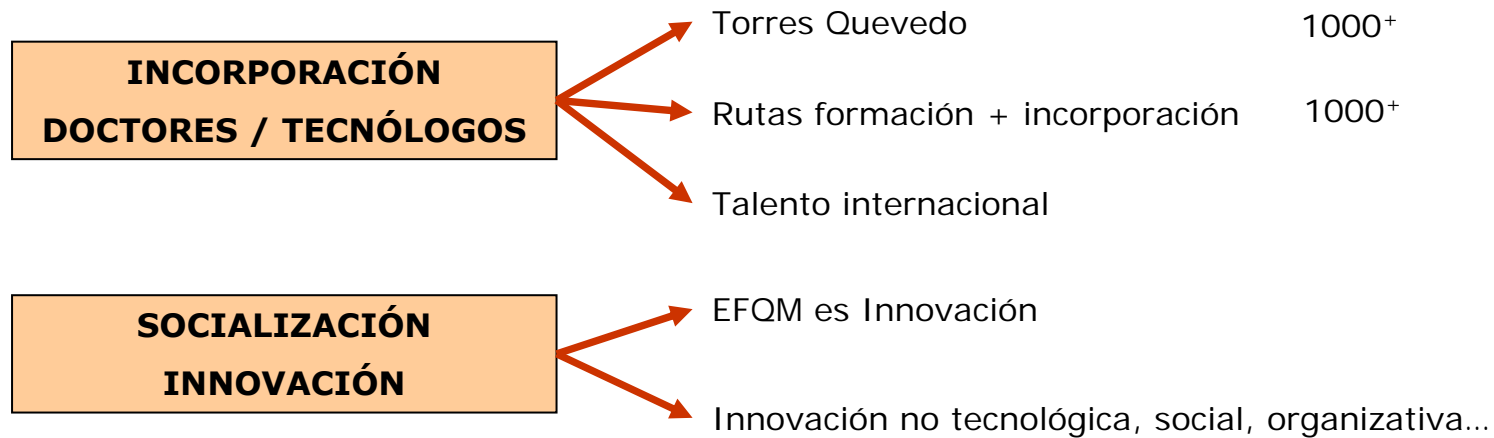 INCORPORACIÓN
DOCTORES / TECNÓLOGOS
Torres Quevedo 1000⁺
Rutas formación + incorporación 1000⁺
Talento internacional
SOCIALIZACIÓN
INNOVACIÓN
EFQM es Innovación
Innovación no tecnológica, social, organizativa…